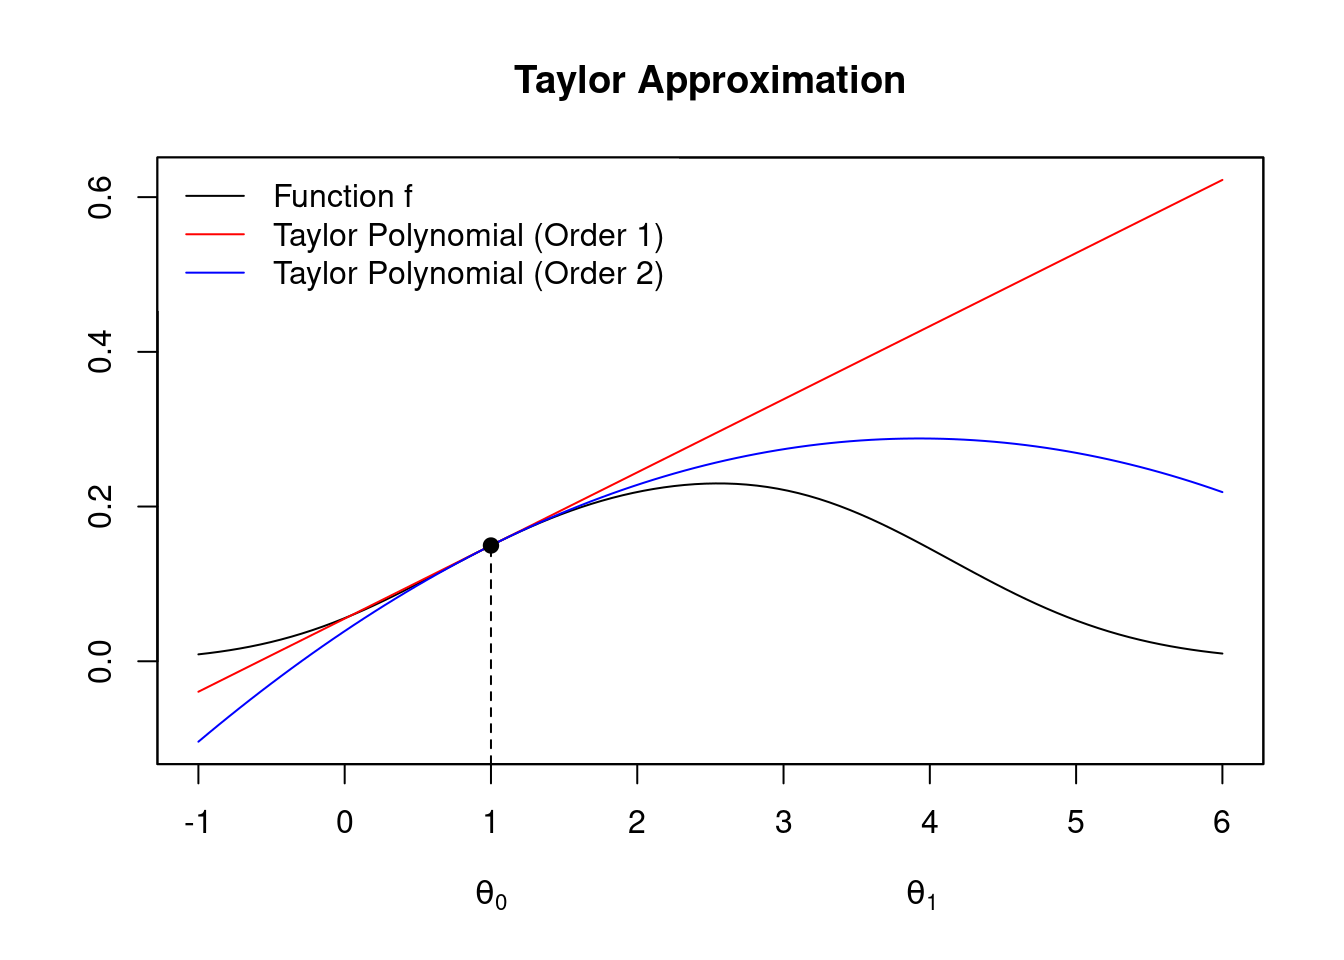 Taylor Approximation
Function f
Taylor Polynomial (Order 1)
Taylor Polynomial (Order 2)
0.6
0.4
0.2
0.0
-1 0 1 2 3 4 5 6
θ₀ θ₁